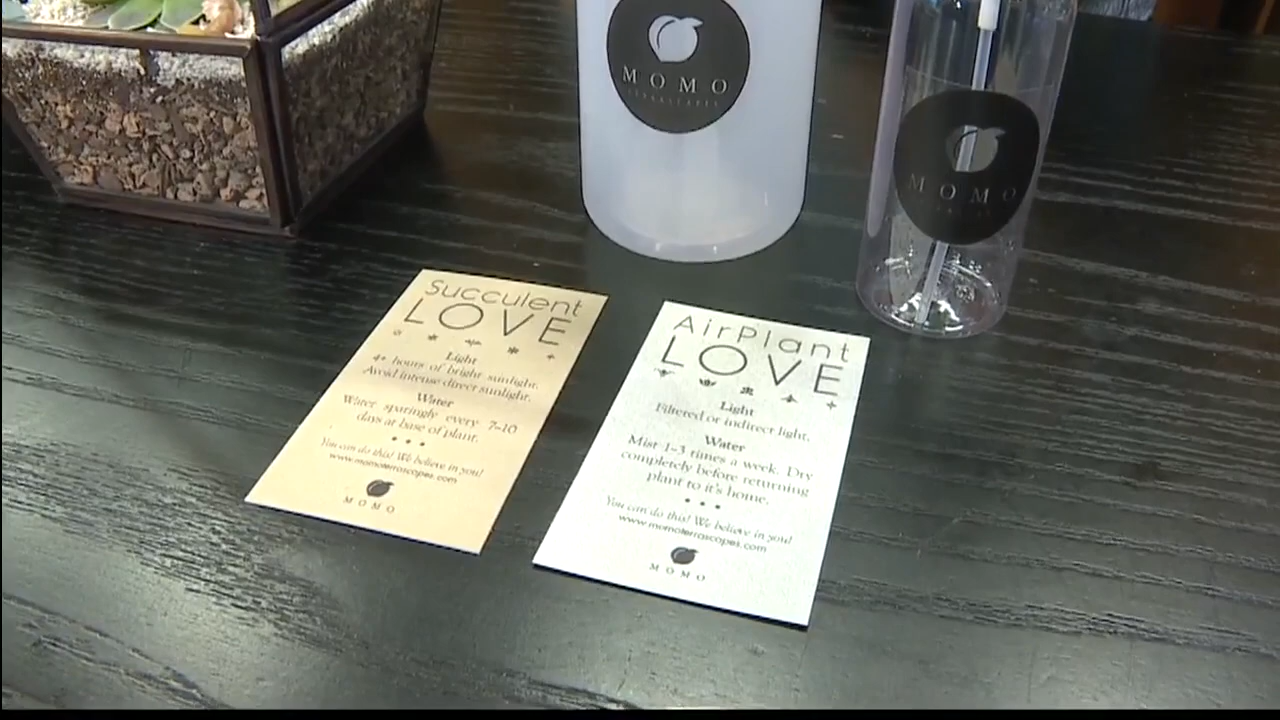 MOMO
MOMO
Succulent
LOVE
Light
4+ hours of bright sunlight.
Avoid intense direct sunlight.
Water
Water sparingly every 7-10
days at base of plant.
You can do this! We believe in you!
www.momoterrascapes.com
MOMO
AirPlant
LOVE
Light
Filtered or indirect light.
Water
Mist 1-3 times a week. Dry
completely before returning
plant to it's home.
You can do this! We believe in you!
www.momoterrascapes.com
MOMO